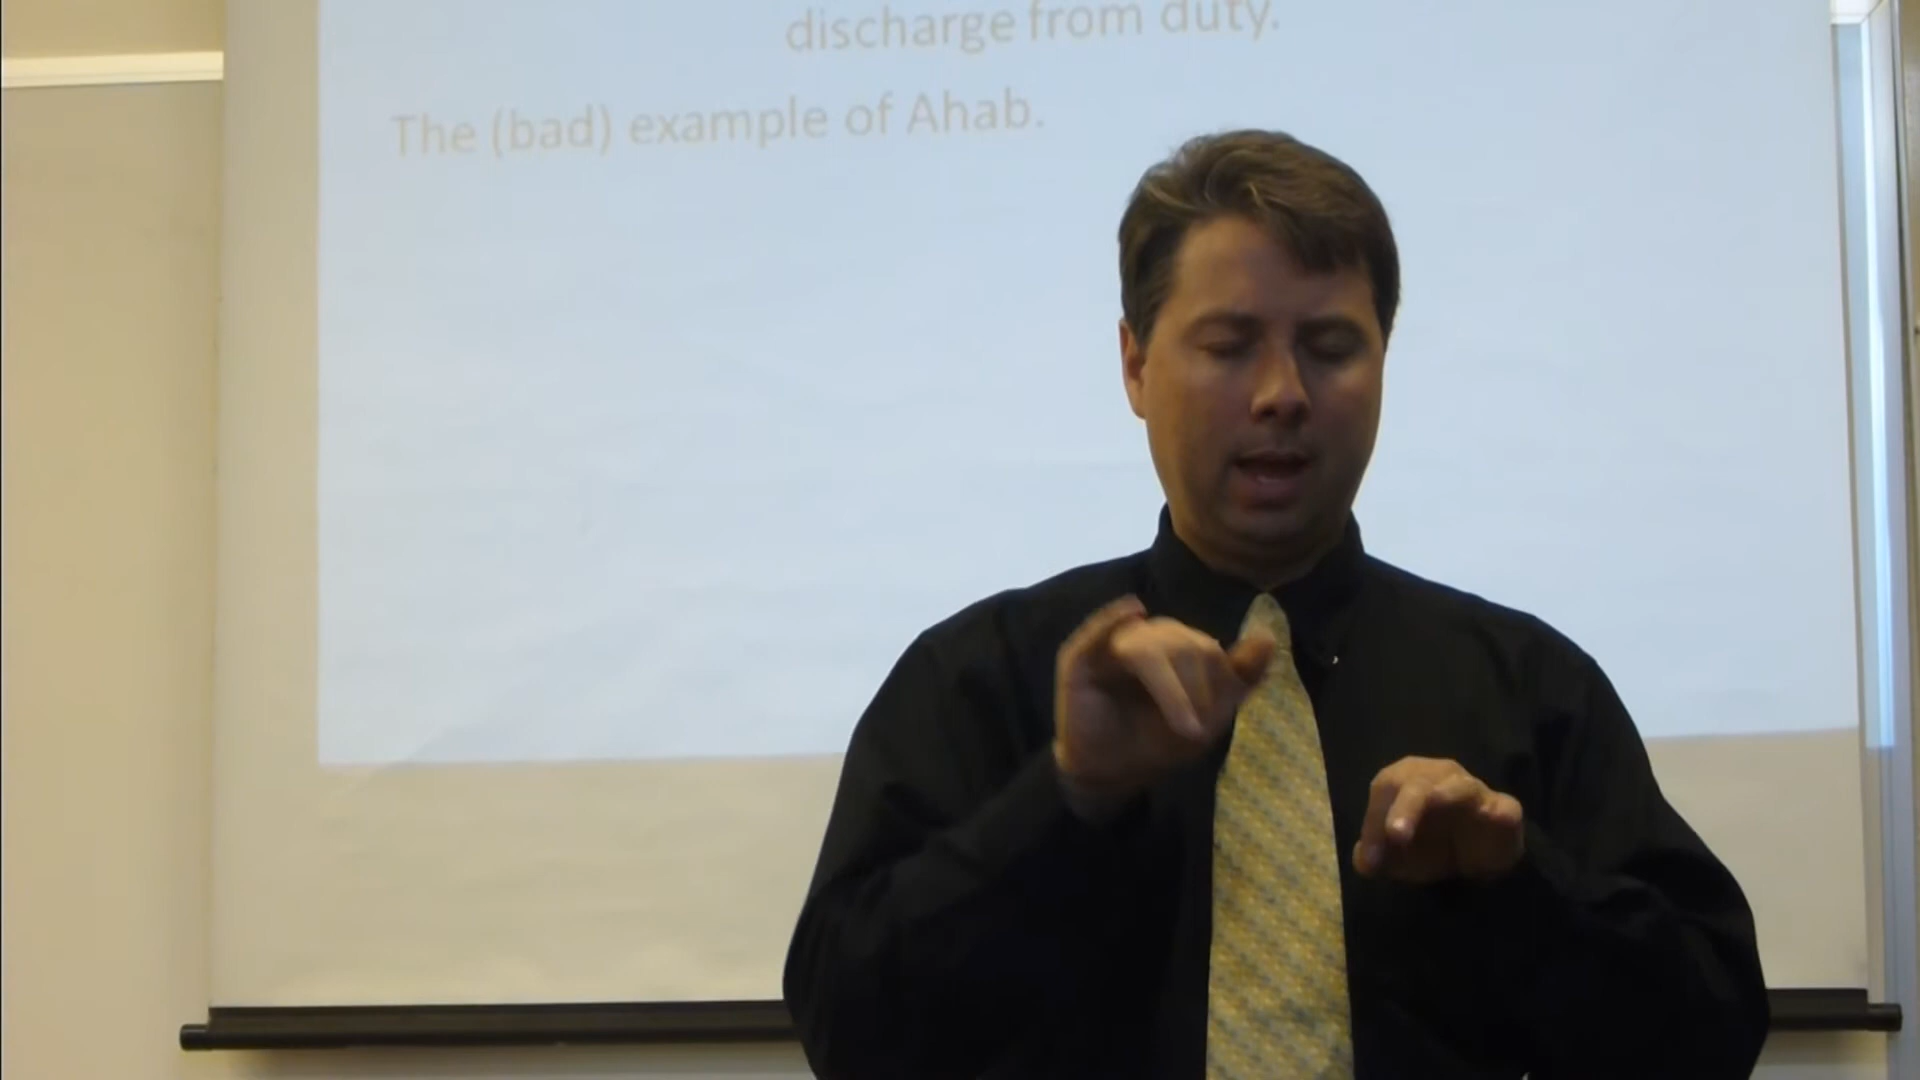 discharge from duty.
The (bad) example of Ahab.